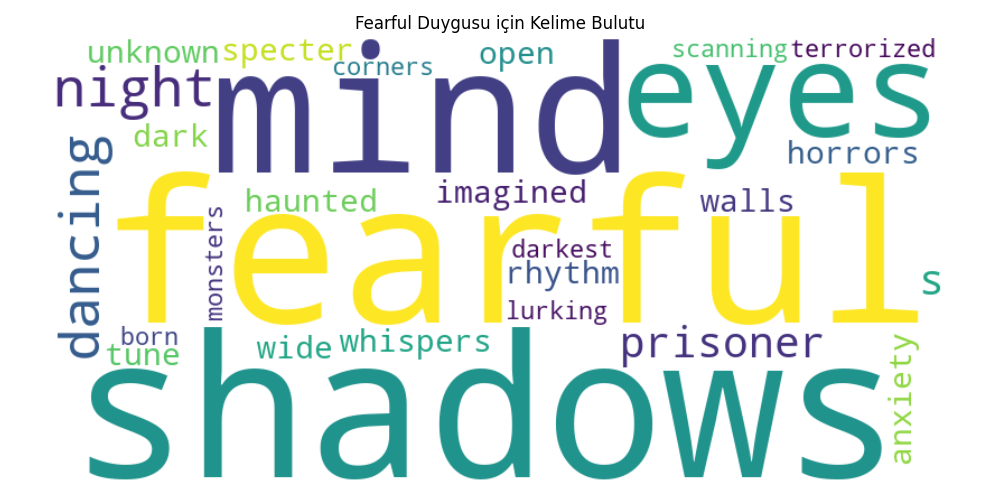 Fearful Duygusu için Kelime Bulutu
unknown
specter
corners
open
scanning
terrorized
night
mind
eyes
dark
horrors
dancing
haunted
imagined
walls
fearful
monsters
darkest
rhythm
s
lurking
born
tune
wide
whispers
prisoner
shadows
anxiety